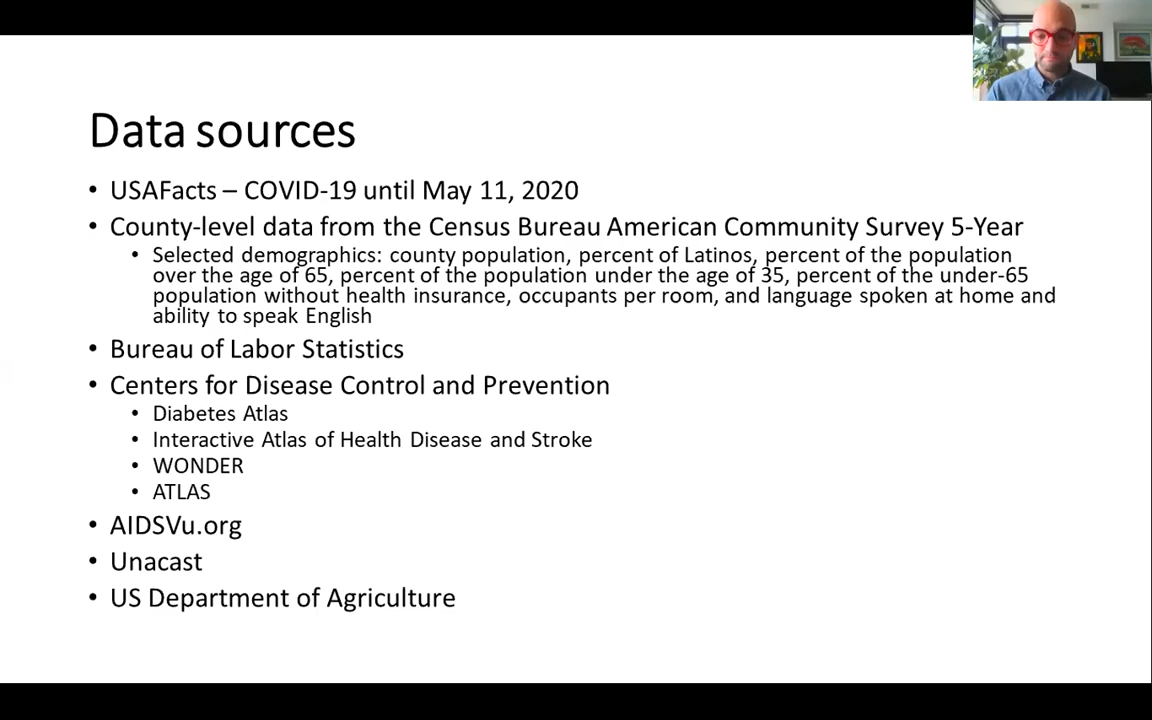 Data sources
• USAFacts – COVID-19 until May 11, 2020
• County-level data from the Census Bureau American Community Survey 5-Year
• Selected demographics: county population, percent of Latinos, percent of the population
over the age of 65, percent of the population under the age of 35, percent of the under-65
population without health insurance, occupants per room, and language spoken at home and
ability to speak English
• Bureau of Labor Statistics
• Centers for Disease Control and Prevention
• Diabetes Atlas
• Interactive Atlas of Health Disease and Stroke
• WONDER
• ATLAS
• AIDSVu.org
• Unacast
• US Department of Agriculture